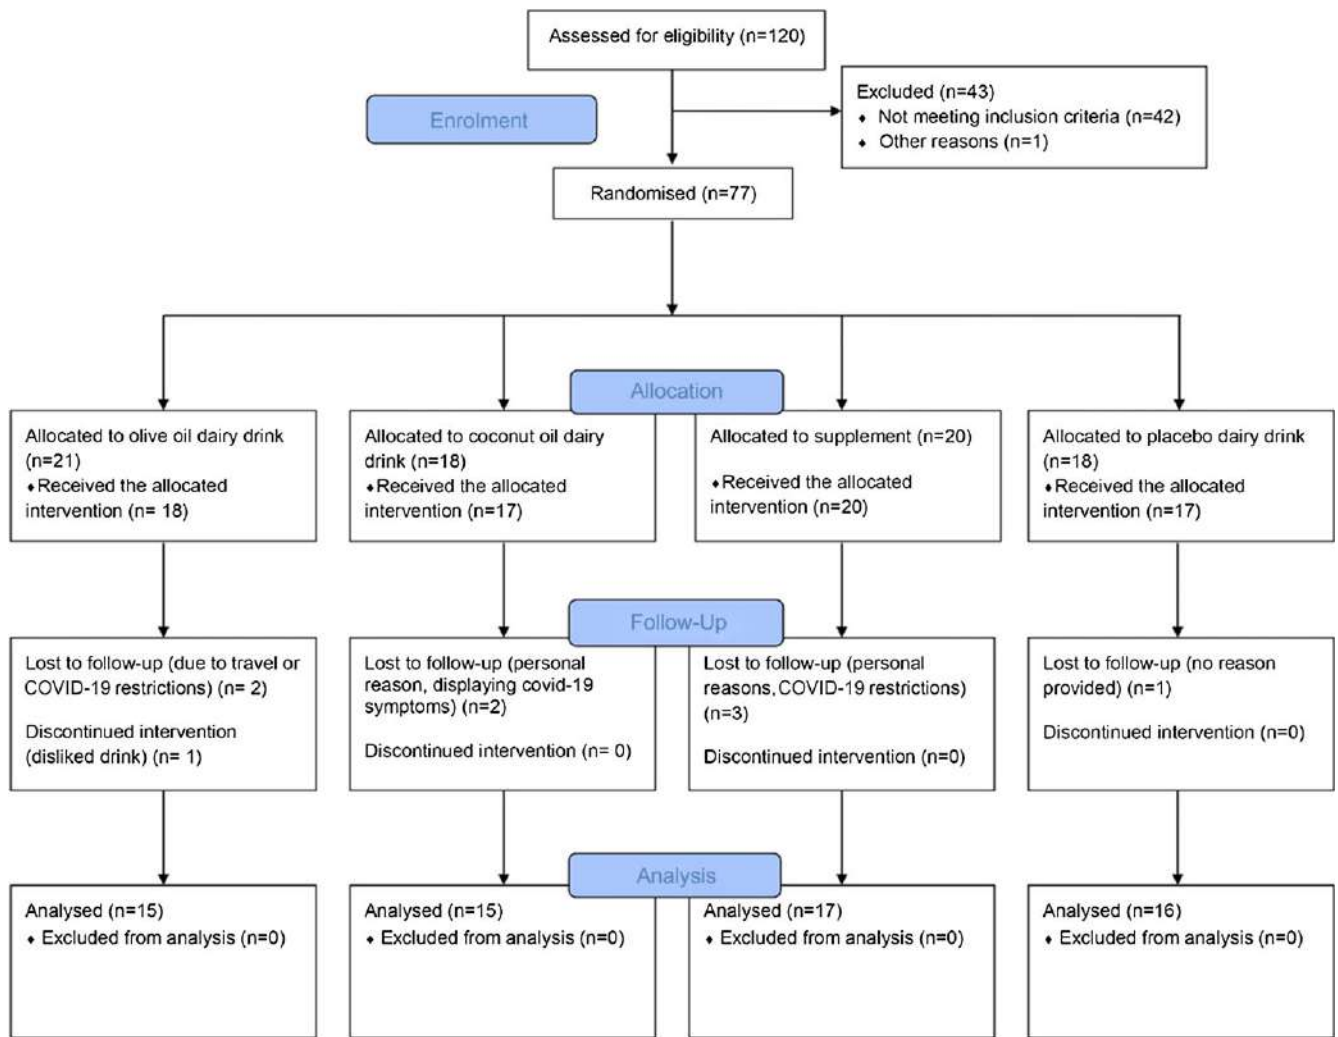 Assessed for eligibility (n=120)
Enrolment
Excluded (n=43)
♦ Not meeting inclusion criteria (n=42)
♦ Other reasons (n=1)
Randomised (n=77)
Allocation
Allocated to olive oil dairy drink
(n=21)
♦Received the allocated
intervention (n= 18)
Allocated to coconut oil dairy
drink (n=18)
♦Received the allocated
intervention (n=17)
Allocated to supplement (n=20)
♦Received the allocated
intervention (n=20)
Allocated to placebo dairy drink
(n=18)
♦Received the allocated
intervention (n=17)
Follow-Up
Lost to follow-up (due to travel or
COVID-19 restrictions) (n= 2)
Discontinued intervention
(disliked drink) (n= 1)
Lost to follow-up (personal
reason, displaying covid-19
symptoms) (n=2)
Discontinued intervention (n= 0)
Lost to follow-up (personal
reasons, COVID-19 restrictions)
(n=3)
Discontinued intervention (n=0)
Lost to follow-up (no reason
provided) (n=1)
Discontinued intervention (n=0)
Analysis
Analysed (n=15)
♦ Excluded from analysis (n=0)
Analysed (n=15)
♦ Excluded from analysis (n=0)
Analysed (n=17)
♦ Excluded from analysis (n=0)
Analysed (n=16)
♦ Excluded from analysis (n=0)